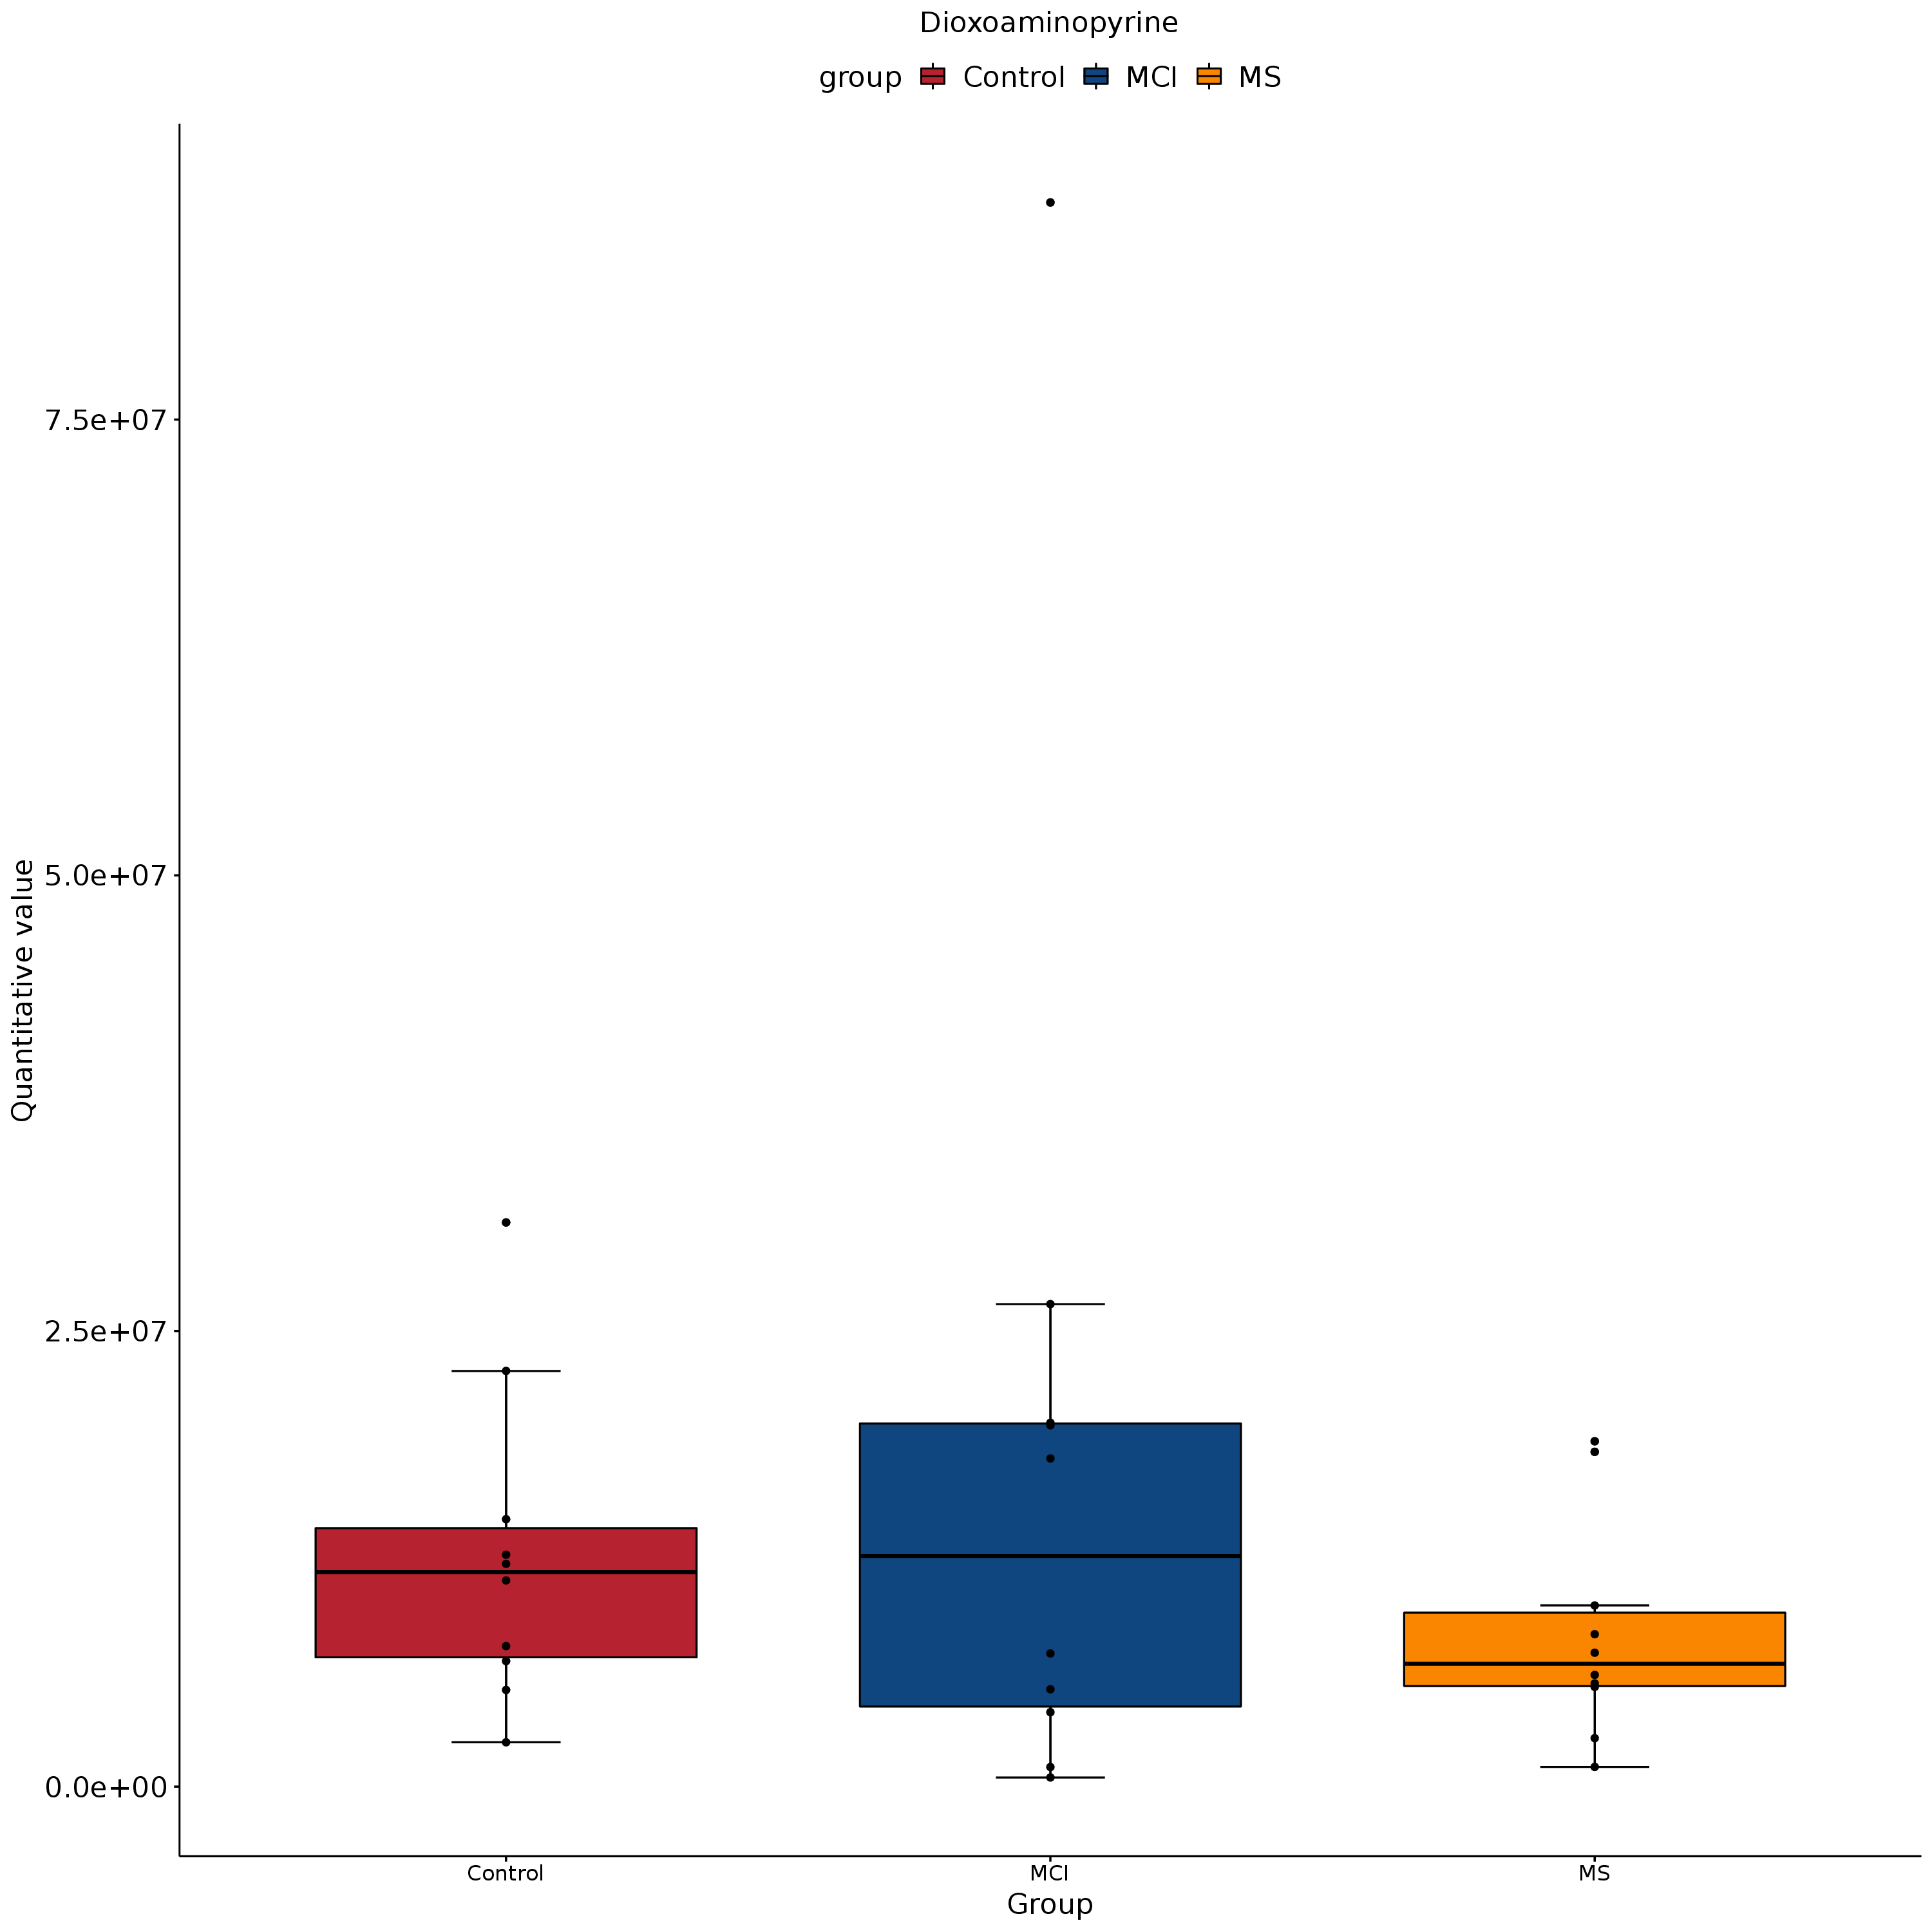 Dioxoaminopyrine
group Control MCI MS
7.5e+07
5.0e+07
2.5e+07
0.0e+00
Quantitative value
Control MCI MS
Group